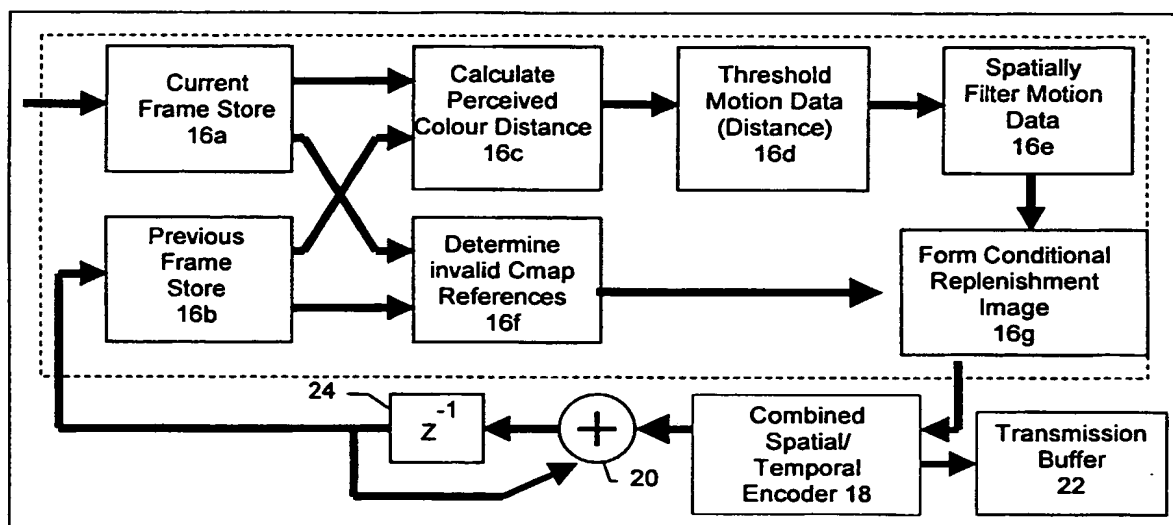 Current
Frame Store
16a
Calculate
Perceived
Colour Distance
16c
Threshold
Motion Data
(Distance)
16d
Spatially
Filter Motion
Data
16e
Previous
Frame
Store
16b
Determine
invalid Cmap
References
16f
Form Conditional
Replenishment
Image
16g
24
z⁻¹
+
20
Combined
Spatial/
Temporal
Encoder 18
Transmission
Buffer
22